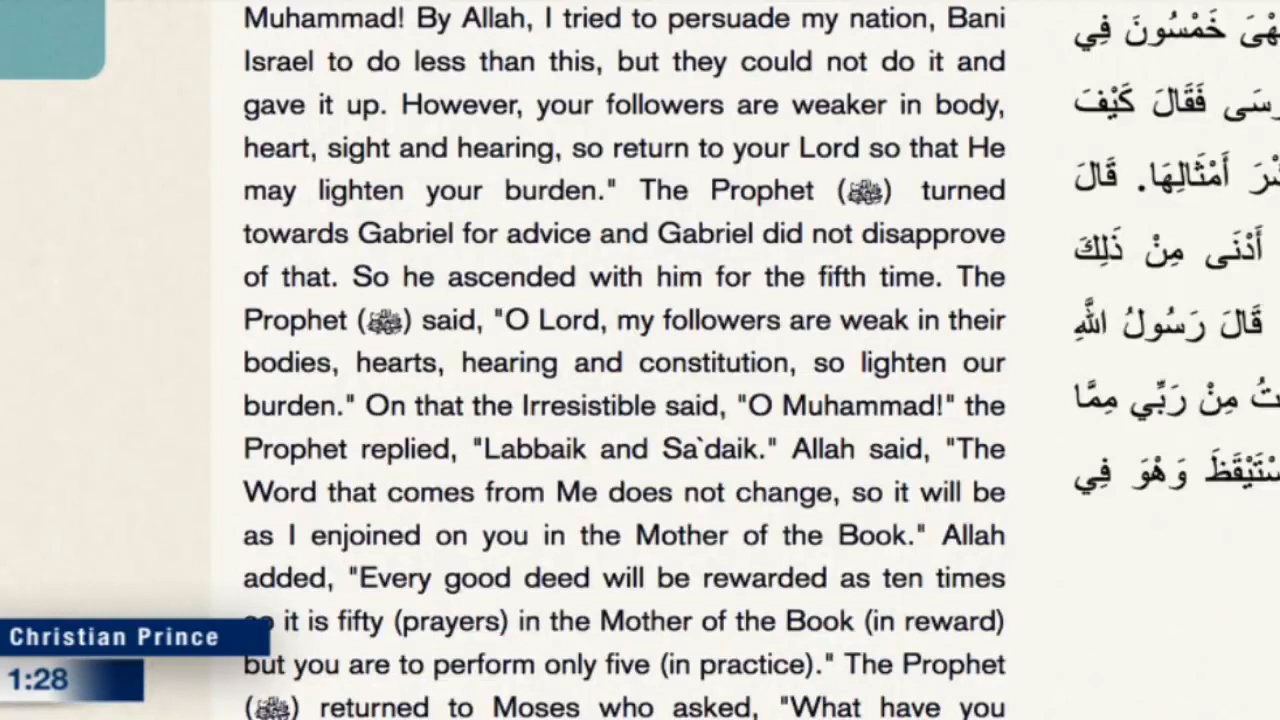 Muhammad! By Allah, I tried to persuade my nation, Bani
Israel to do less than this, but they could not do it and
gave it up. However, your followers are weaker in body,
heart, sight and hearing, so return to your Lord so that He
may lighten your burden." The Prophet (ﷺ) turned
towards Gabriel for advice and Gabriel did not disapprove
of that. So he ascended with him for the fifth time. The
Prophet (ﷺ) said, "O Lord, my followers are weak in their
bodies, hearts, hearing and constitution, so lighten our
burden." On that the Irresistible said, "O Muhammad!" the
Prophet replied, "Labbaik and Sa`daik." Allah said, "The
Word that comes from Me does not change, so it will be
as I enjoined on you in the Mother of the Book." Allah
added, "Every good deed will be rewarded as ten times
it is fifty (prayers) in the Mother of the Book (in reward)
but you are to perform only five (in practice)." The Prophet
(ﷺ) returned to Moses who asked, "What have you
خَمْسُونَ فِي
فَقَالَ كَيْفَ
أَمْثَالِهَا. قَالَ
أَدْنَى مِنْ ذَلِكَ
قَالَ رَسُولُ اللَّهِ
مِنْ رَبِّي مِمَّا
وَهْوَ فِي
Christian Prince
1:28